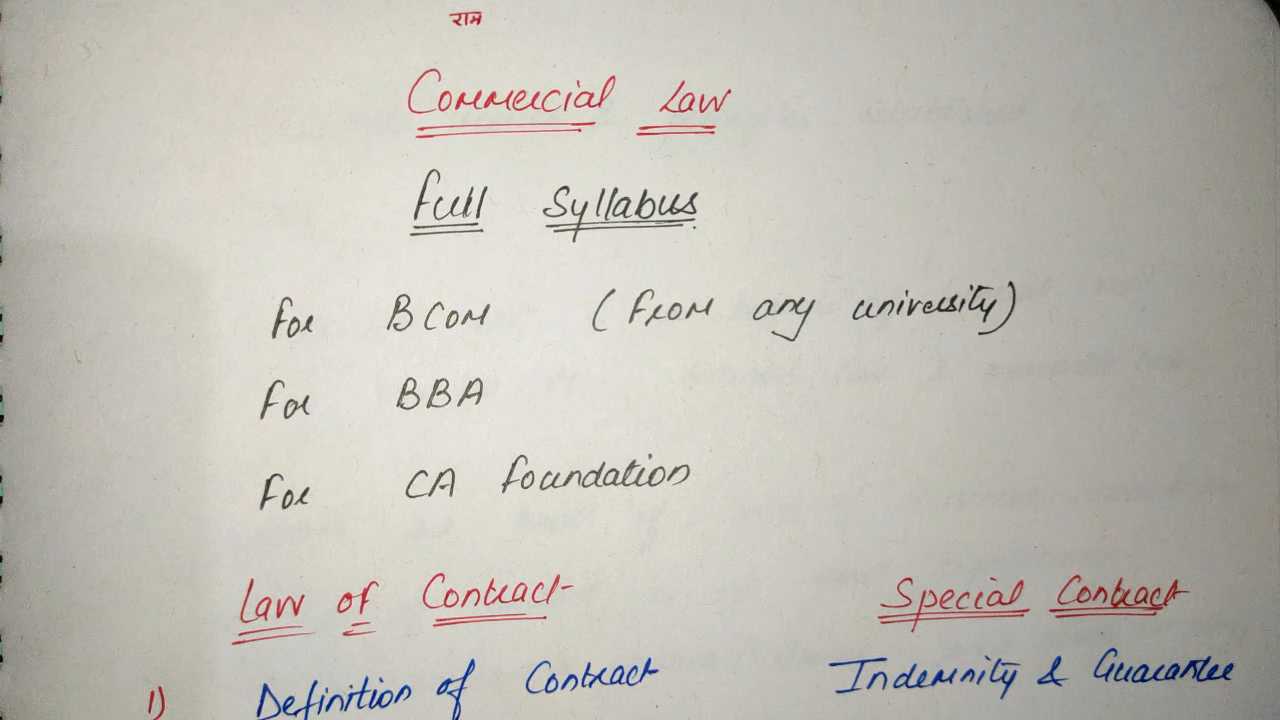 राम
Commercial Law
Full Syllabus
For BCom (From any university)
For BBA
For CA Foundation
Law of Contract Special Contract
1) Definition of Contract Indemnity & Guarantee